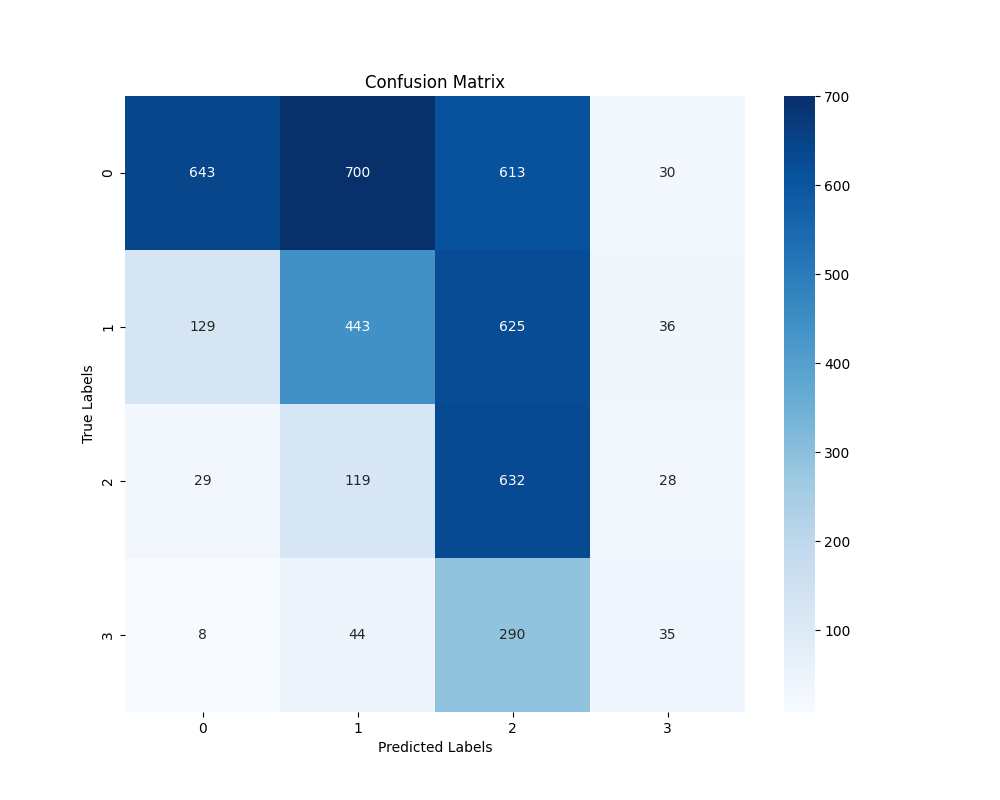 Confusion Matrix
0 643 700 613 30
1 129 443 625 36
2 29 119 632 28
3 8 44 290 35
0 1 2 3
Predicted Labels
True Labels
700
600
500
400
300
200
100